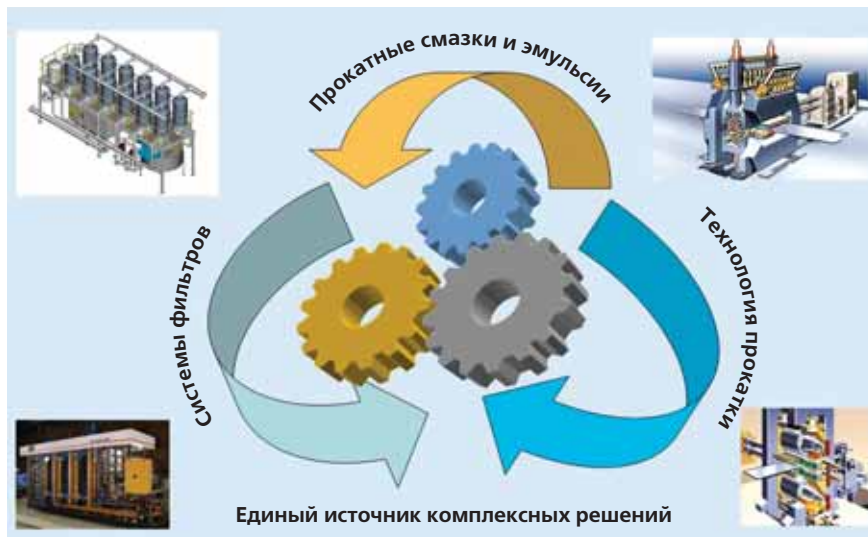 Прокатные смазки и эмульсии
Системы фильтров
Технология прокатки
Единый источник комплексных решений